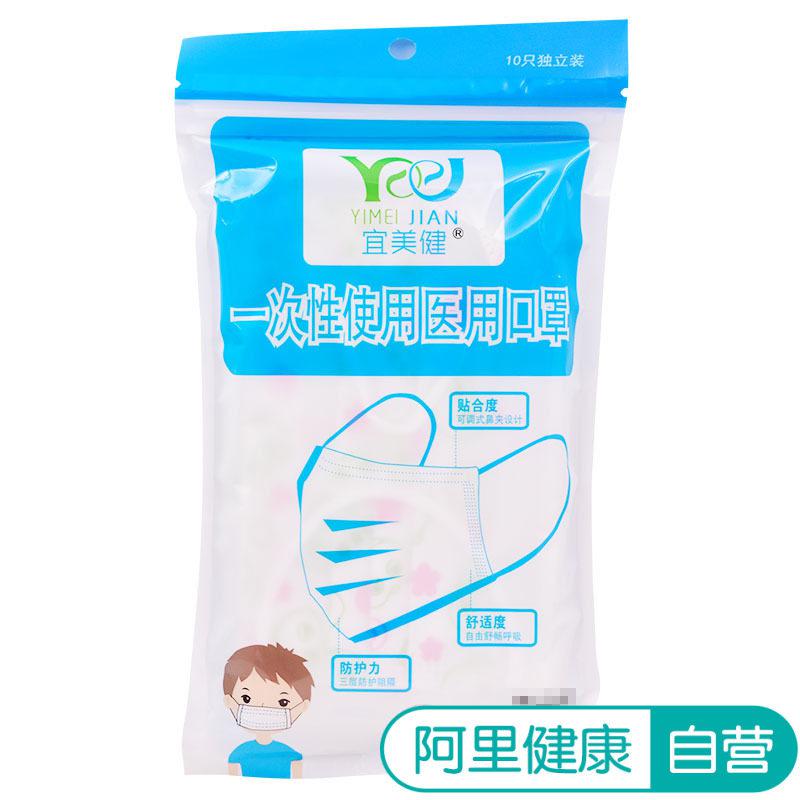 10只独立装
YIMEI JIAN
宜美健®
一次性使用医用口罩
贴合度
可调式鼻夹设计
舒适度
自由舒畅呼吸
防护力
三层防护阻隔
阿里健康 自营